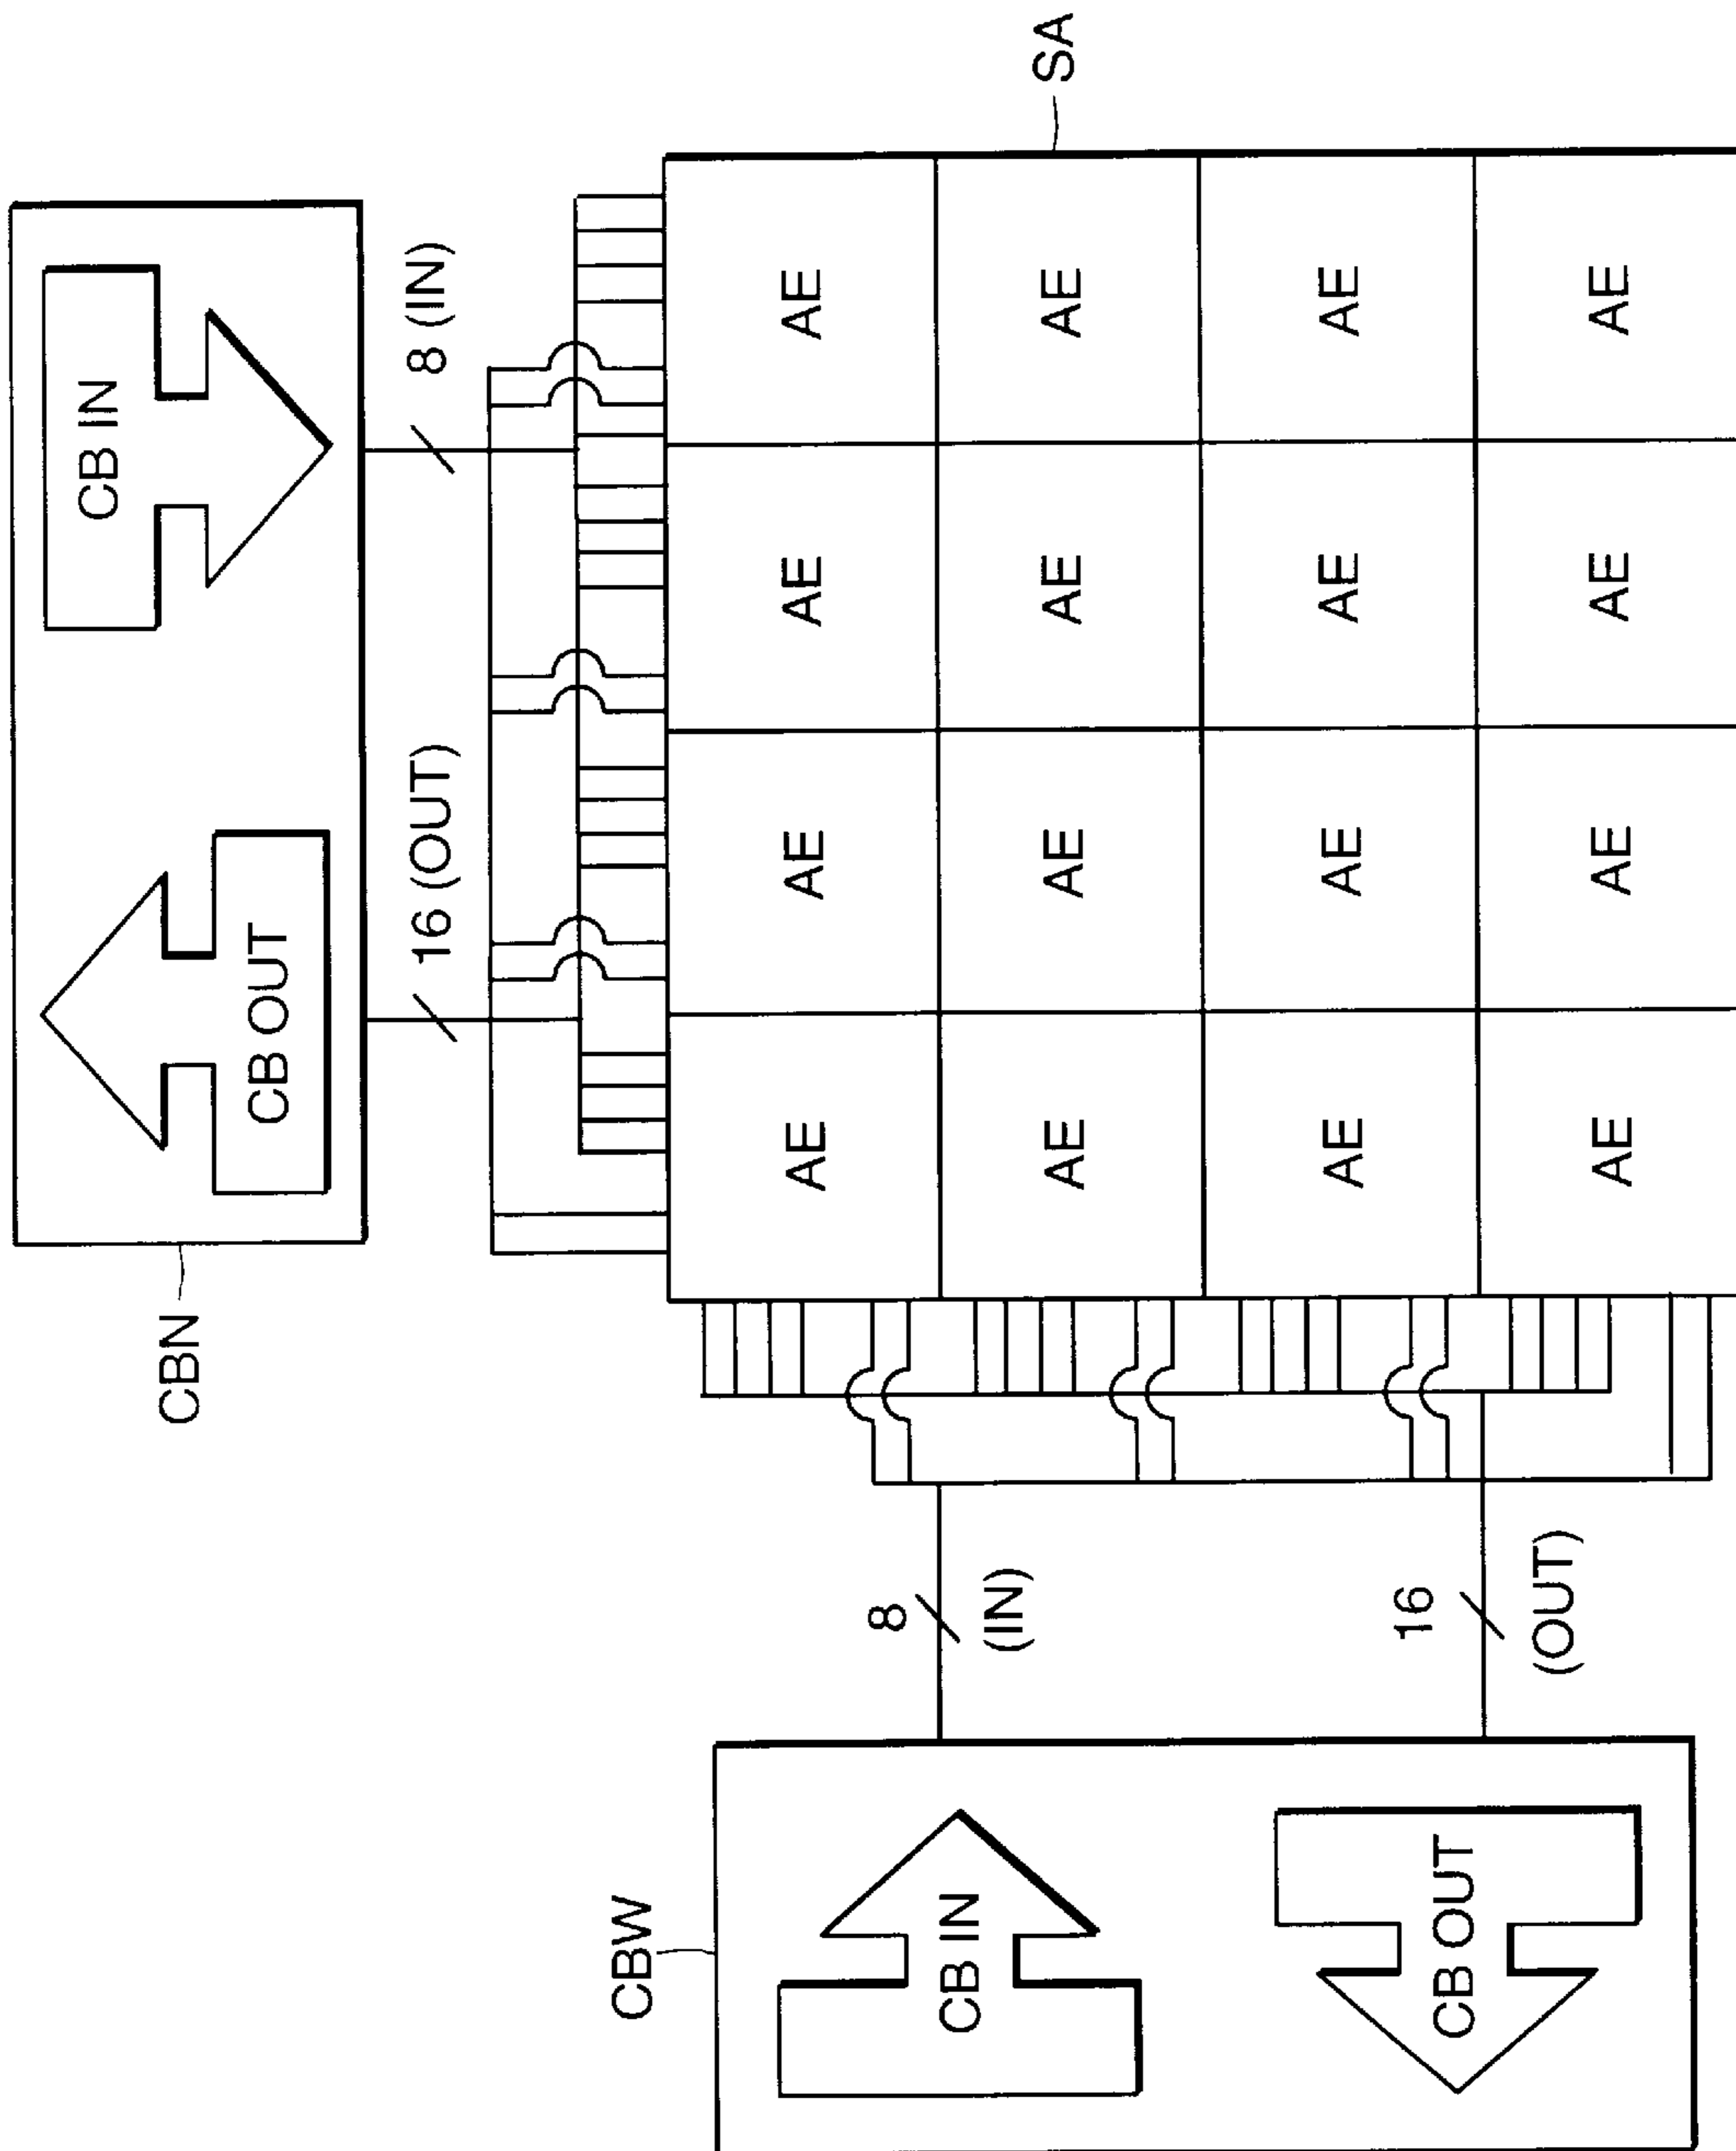 CB IN
CBN
CB OUT
16 (OUT)
8 (IN)
CBW
AE AE AE AE
8
CB IN
(IN)
AE AE AE AE
SA
AE AE AE AE
16
CB OUT
(OUT)
AE AE AE AE